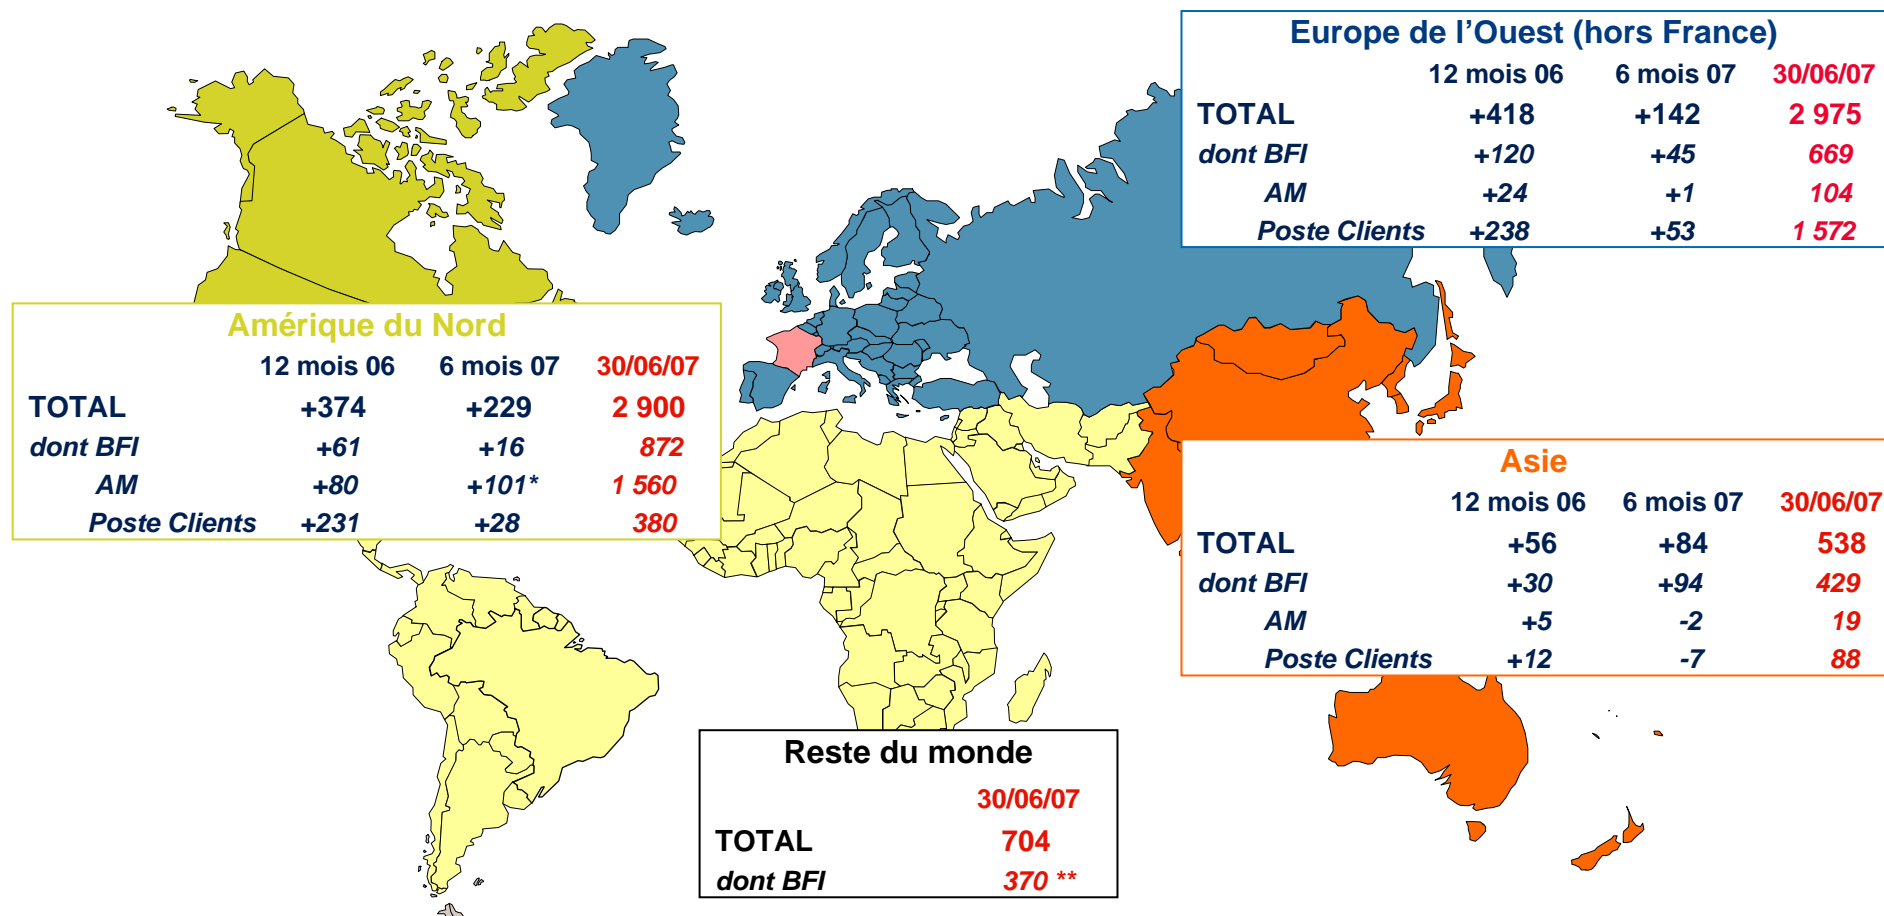 Europe de l’Ouest (hors France)
12 mois 06 6 mois 07 30/06/07
TOTAL +418 +142 2 975
dont BFI +120 +45 669
AM +24 +1 104
Poste Clients +238 +53 1 572
Amérique du Nord
12 mois 06 6 mois 07 30/06/07
TOTAL +374 +229 2 900
dont BFI +61 +16 872
AM +80 +101* 1 560
Poste Clients +231 +28 380
Asie
12 mois 06 6 mois 07 30/06/07
TOTAL +56 +84 538
dont BFI +30 +94 429
AM +5 -2 19
Poste Clients +12 -7 88
Reste du monde
30/06/07
TOTAL 704
dont BFI 370 **